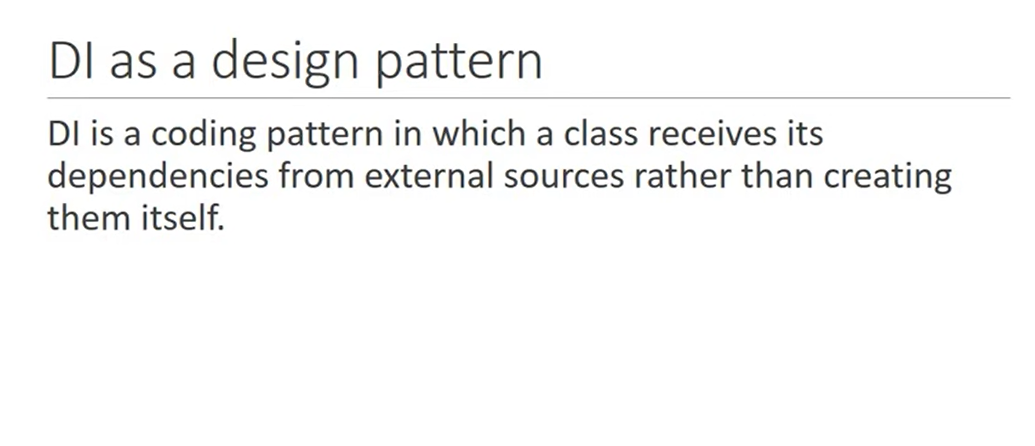 DI as a design pattern
DI is a coding pattern in which a class receives its
dependencies from external sources rather than creating
them itself.